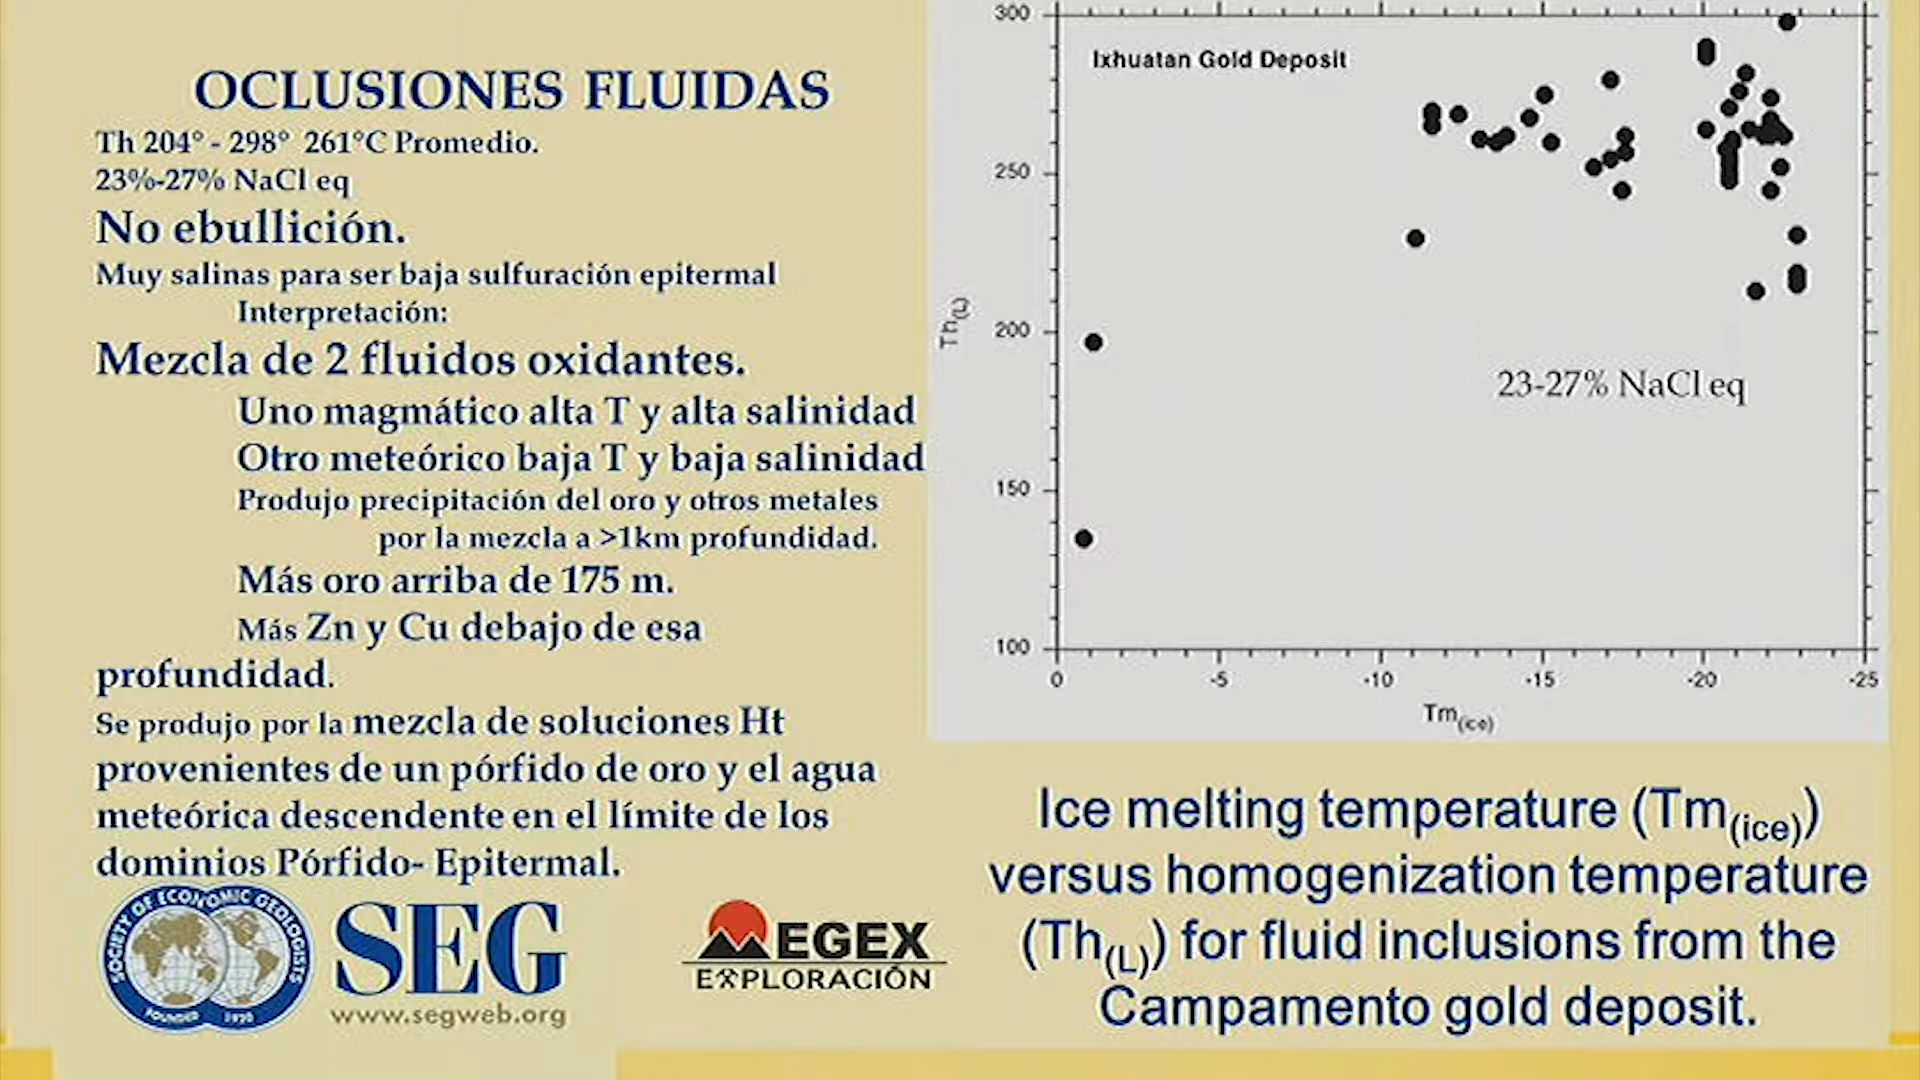 OCLUSIONES FLUIDAS
Th 204° - 298° 261°C Promedio.
23%-27% NaCl eq
No ebullición.
Muy salinas para ser baja sulfuración epitermal
Interpretación:
Mezcla de 2 fluidos oxidantes.
Uno magmático alta T y alta salinidad
Otro meteórico baja T y baja salinidad
Produjo precipitación del oro y otros metales
por la mezcla a >1km profundidad.
Más oro arriba de 175 m.
Más Zn y Cu debajo de esa
profundidad.
Se produjo por la mezcla de soluciones Ht
provenientes de un pórfido de oro y el agua
meteórica descendente en el límite de los
dominios Pórfido- Epitermal.
SOCIETY OF ECONOMIC GEOLOGISTS
FOUNDED 1920
SEG
www.segweb.org
EGEX
EXPLORACIÓN
Ixhuatan Gold Deposit
300
250
200
150
100
Th(L)
23-27% NaCl eq
0 -5 -10 -15 -20 -25
Tm(ice)
Ice melting temperature (Tm(ice))
versus homogenization temperature
(Th(L)) for fluid inclusions from the
Campamento gold deposit.